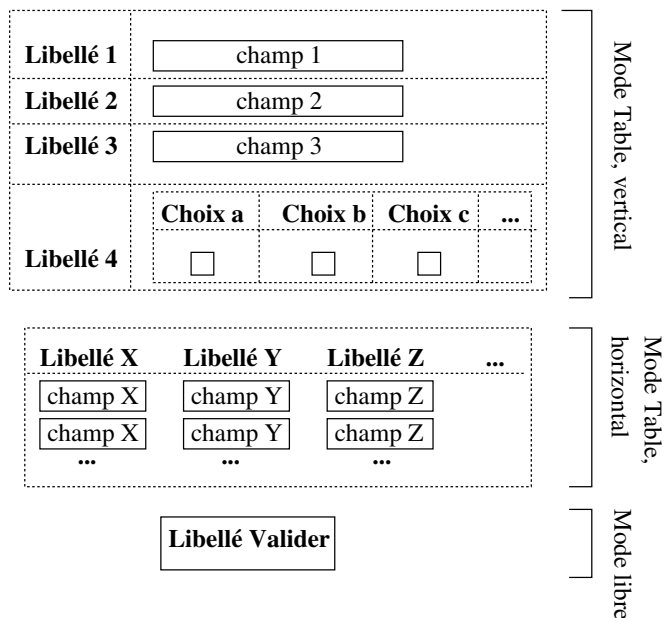 Libellé 1 champ 1
Libellé 2 champ 2
Libellé 3 champ 3
Choix a Choix b Choix c ...
Libellé 4
Mode Table, vertical
Libellé X Libellé Y Libellé Z ...
champ X champ Y champ Z
champ X champ Y champ Z
... ... ...
Mode Table,
horizontal
Libellé Valider
Mode libre